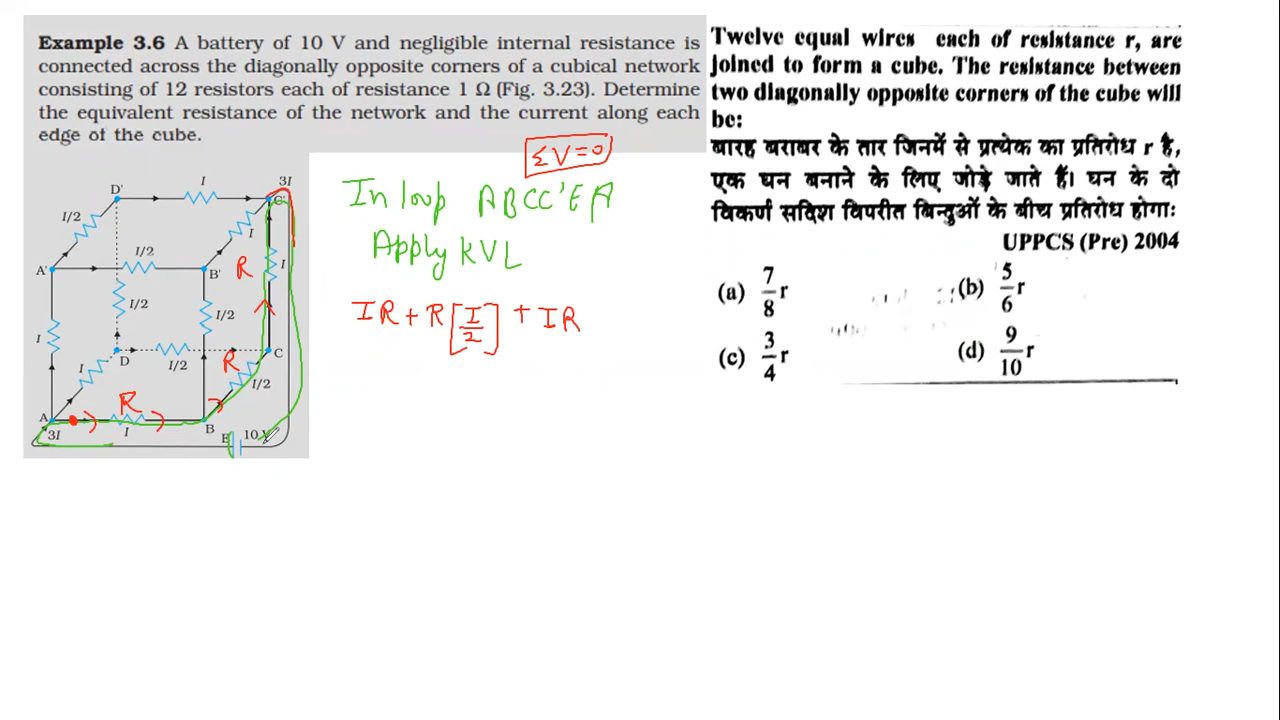 Example 3.6 A battery of 10 V and negligible internal resistance is
connected across the diagonally opposite corners of a cubical network
consisting of 12 resistors each of resistance 1 Ω (Fig. 3.23). Determine
the equivalent resistance of the network and the current along each
edge of the cube.
ΣV=0
In loop ABCC'EA
Apply KVL
IR + R[I/2] + IR
D'
I
3I
C'
I/2
I
I/2
A'
B'
R
I
I/2
I/2
I
D
I/2
C
I
R
I/2
R
A
3I
I
B
E
10 V
Twelve equal wires each of resistance r, are
joined to form a cube. The resistance between
two diagonally opposite corners of the cube will
be:
बारह बराबर के तार जिनमें से प्रत्येक का प्रतिरोध r है,
एक घन बनाने के लिए जोड़े जाते हैं। घन के दो
विकर्ण सदिश विपरीत बिन्दुओं के बीच प्रतिरोध होगाः
UPPCS (Pre) 2004
(a) 7/8 r (b) 5/6 r
(c) 3/4 r (d) 9/10 r